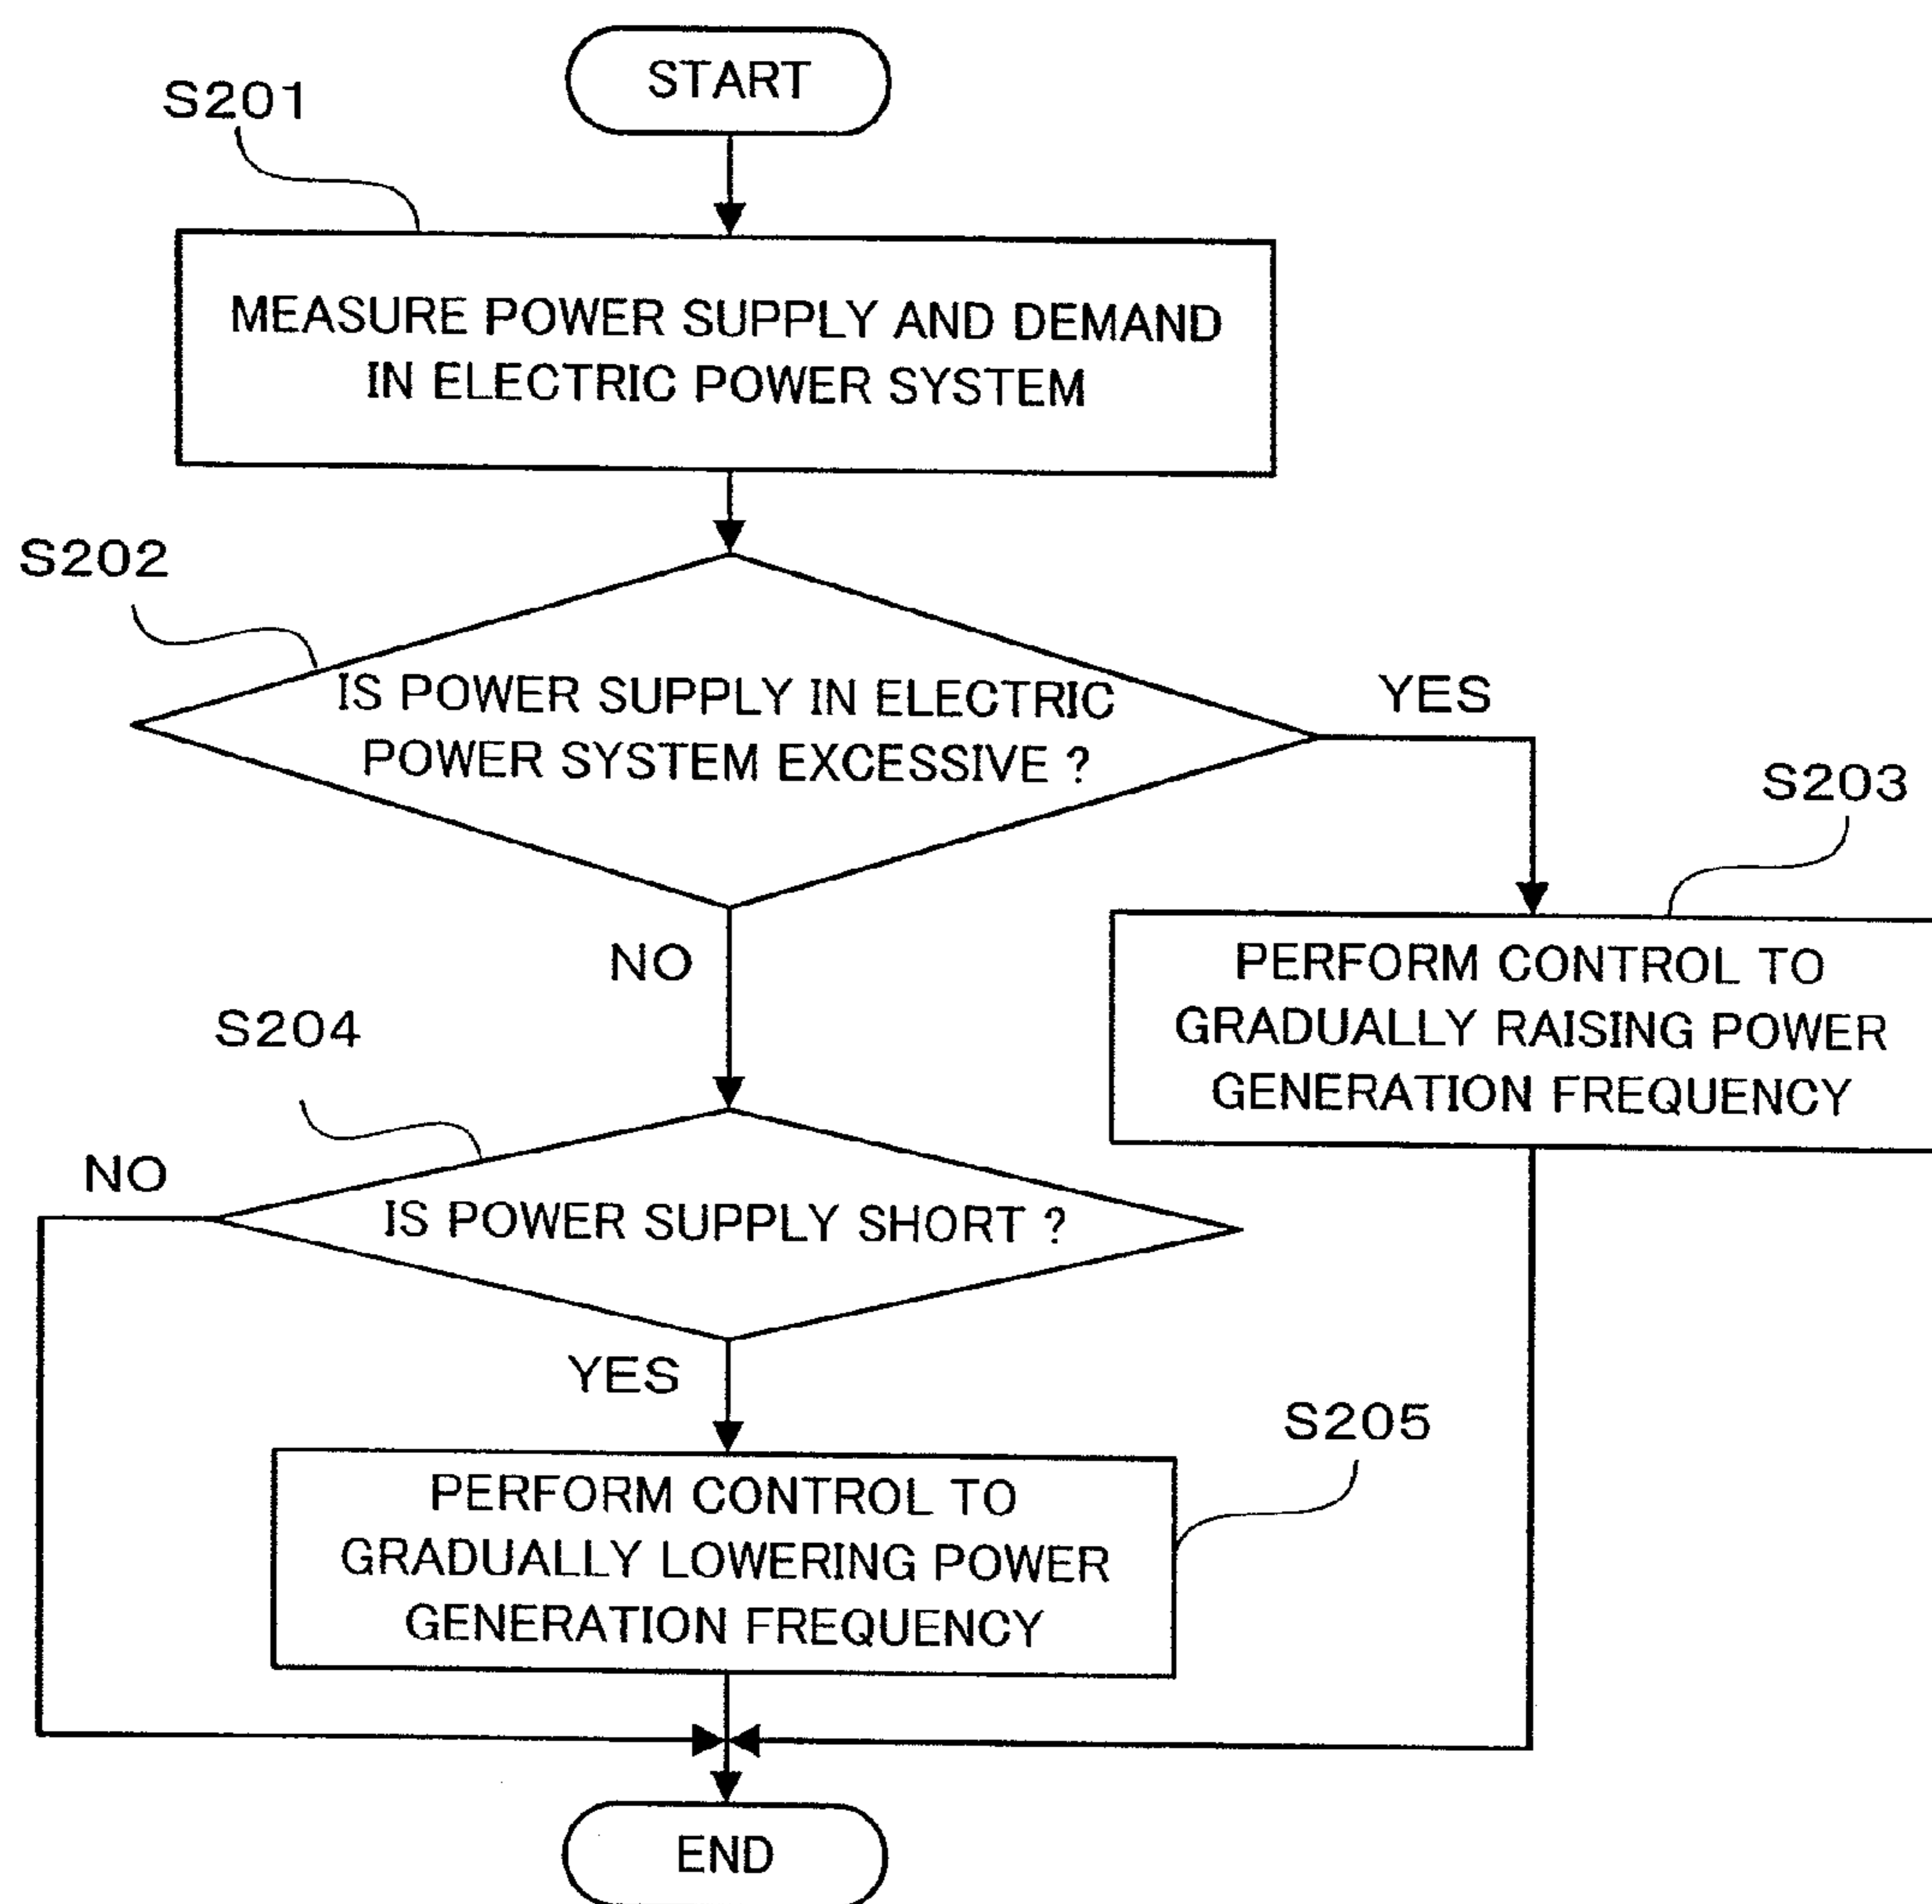 START
S201
MEASURE POWER SUPPLY AND DEMAND
IN ELECTRIC POWER SYSTEM
S202
IS POWER SUPPLY IN ELECTRIC
POWER SYSTEM EXCESSIVE ?
YES
S203
PERFORM CONTROL TO
GRADUALLY RAISING POWER
GENERATION FREQUENCY
NO
S204
NO
IS POWER SUPPLY SHORT ?
YES
S205
PERFORM CONTROL TO
GRADUALLY LOWERING POWER
GENERATION FREQUENCY
END